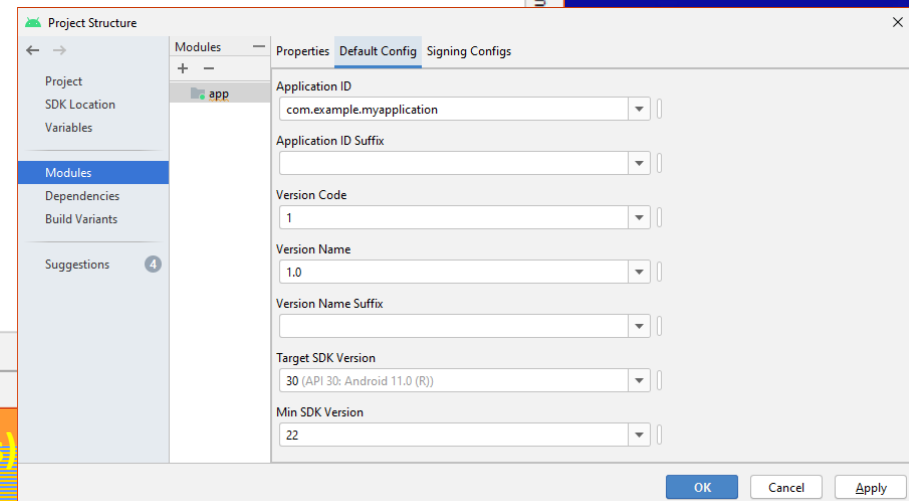 Project Structure
Modules
Properties Default Config Signing Configs
Project
SDK Location
Variables
Modules
Dependencies
Build Variants
Suggestions 4
app
Application ID
com.example.myapplication
Application ID Suffix
Version Code
1
Version Name
1.0
Version Name Suffix
Target SDK Version
30 (API 30: Android 11.0 (R))
Min SDK Version
22
OK Cancel Apply